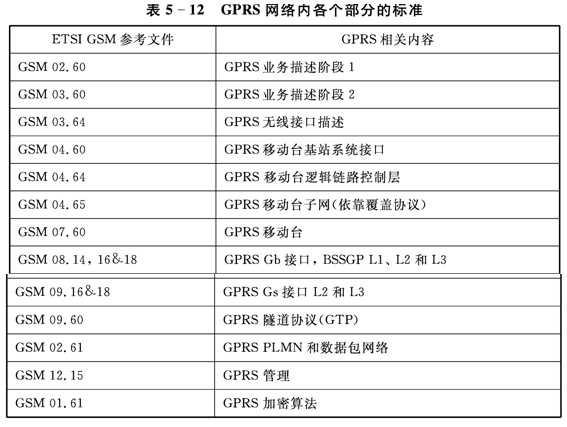 表 5-12 GPRS 网络内各个部分的标准
ETSI GSM 参考文件 GPRS 相关内容
GSM 02.60 GPRS 业务描述阶段 1
GSM 03.60 GPRS 业务描述阶段 2
GSM 03.64 GPRS 无线接口描述
GSM 04.60 GPRS 移动台基站系统接口
GSM 04.64 GPRS 移动台逻辑链路控制层
GSM 04.65 GPRS 移动台子网(依靠覆盖协议)
GSM 07.60 GPRS 移动台
GSM 08.14, 16&18 GPRS Gb 接口, BSSGP L1、L2 和 L3
GSM 09.16&18 GPRS Gs 接口 L2 和 L3
GSM 09.60 GPRS 隧道协议(GTP)
GSM 02.61 GPRS PLMN 和数据包网络
GSM 12.15 GPRS 管理
GSM 01.61 GPRS 加密算法